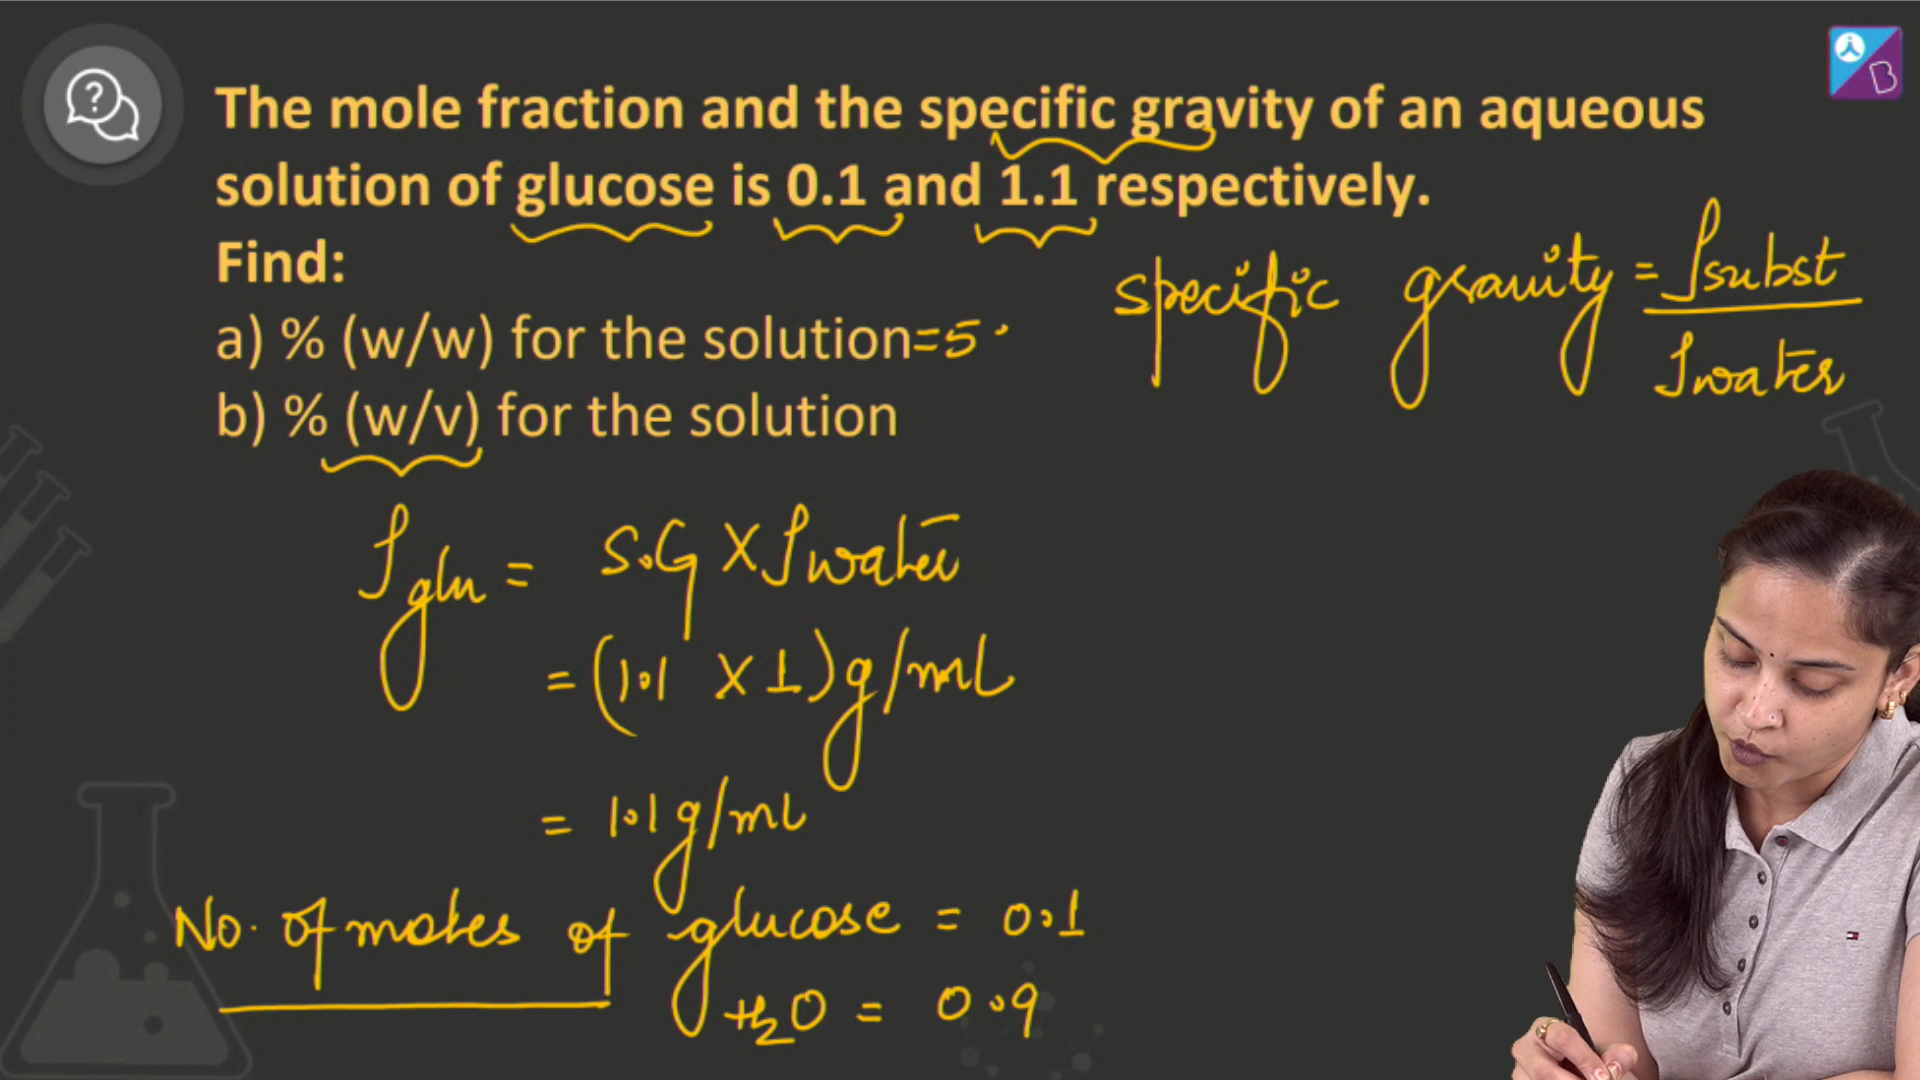 The mole fraction and the specific gravity of an aqueous
solution of glucose is 0.1 and 1.1 respectively.
Find:
a) % (w/w) for the solution=5.
b) % (w/v) for the solution
specific gravity = ρsubst
ρwater
ρglu = S.G X ρwater
= (1.1 X 1) g/mL
= 1.1 g/mL
No. of moles of glucose = 0.1
H2O = 0.9
B